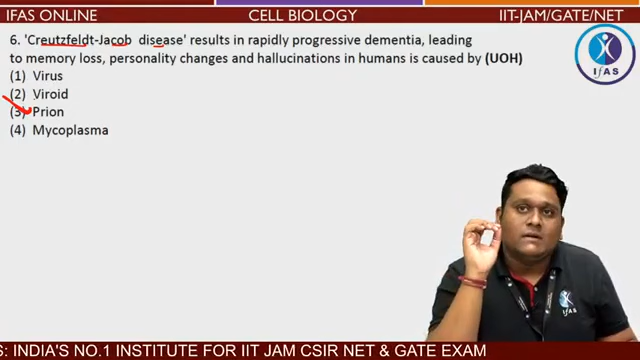 IFAS ONLINE
CELL BIOLOGY
IIT-JAM/GATE/NET
6. 'Creutzfeldt-Jacob disease' results in rapidly progressive dementia, leading
to memory loss, personality changes and hallucinations in humans is caused by (UOH)
(1) Virus
(2) Viroid
(3) Prion
(4) Mycoplasma
IFAS
IFAS
S: INDIA'S NO.1 INSTITUTE FOR IIT JAM CSIR NET & GATE EXAM